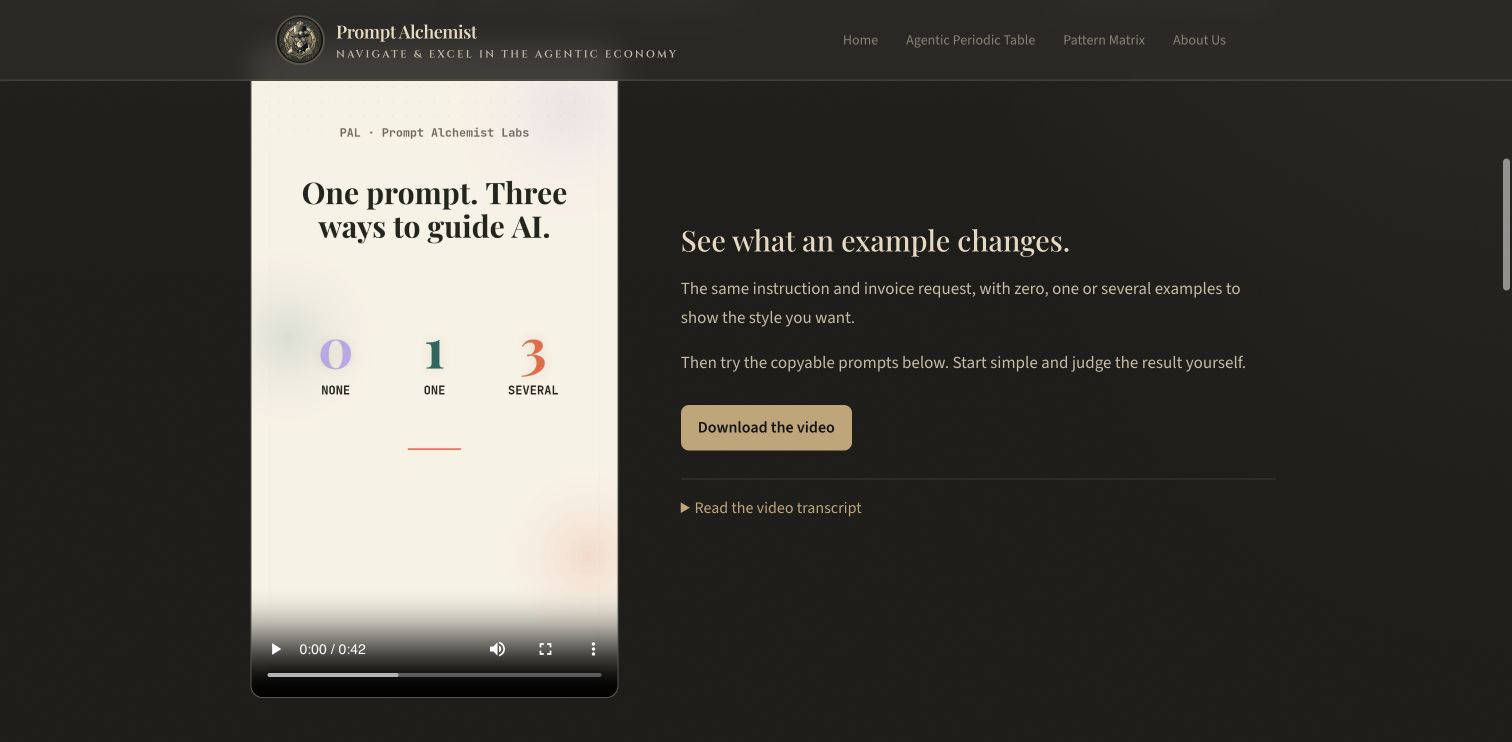 Prompt Alchemist
NAVIGATE & EXCEL IN THE AGENTIC ECONOMY
Home
Agentic Periodic Table
Pattern Matrix
About Us
PAL · Prompt Alchemist Labs
One prompt. Three
ways to guide AI.
0 1 3
NONE ONE SEVERAL
0:00 / 0:42
See what an example changes.
The same instruction and invoice request, with zero, one or several examples to
show the style you want.
Then try the copyable prompts below. Start simple and judge the result yourself.
Download the video
Read the video transcript